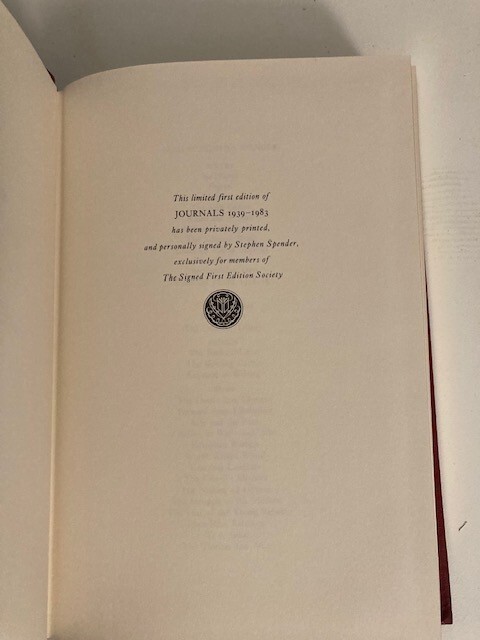 This limited first edition of
JOURNALS 1939–1983
has been privately printed,
and personally signed by Stephen Spender,
exclusively for members of
The Signed First Edition Society